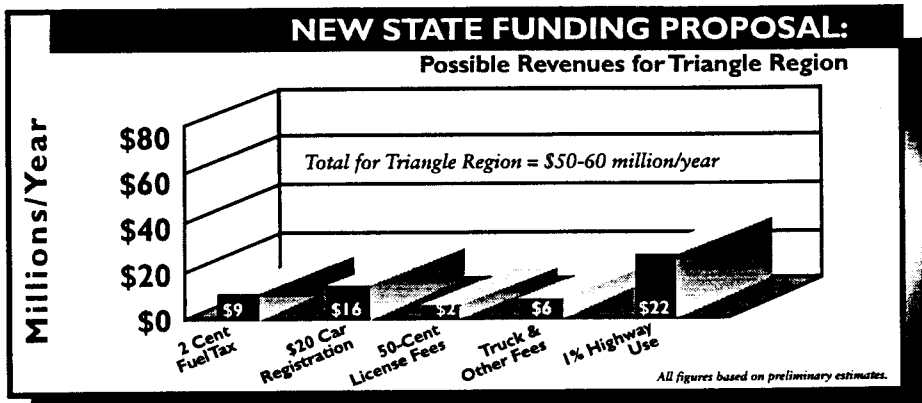 NEW STATE FUNDING PROPOSAL:
Possible Revenues for Triangle Region
Millions/Year
$80
$60
$40
$20
$0
Total for Triangle Region = $50-60 million/year
$9
$16
$2
$6
$22
2 Cent
Fuel Tax
$20 Car
Registration
50-Cent
License Fees
Truck &
Other Fees
1% Highway
Use
All figures based on preliminary estimates.